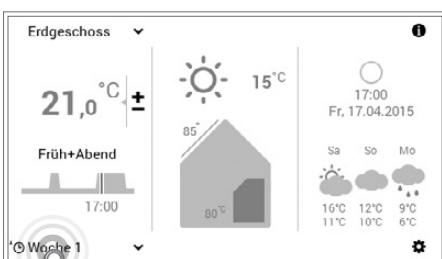 Erdgeschoss
21,0 °C ±
Früh+Abend
17:00
Woche 1
15°C
85°
80°C
17:00
Fr, 17.04.2015
Sa So Mo
16°C 12°C 9°C
11°C 10°C 6°C